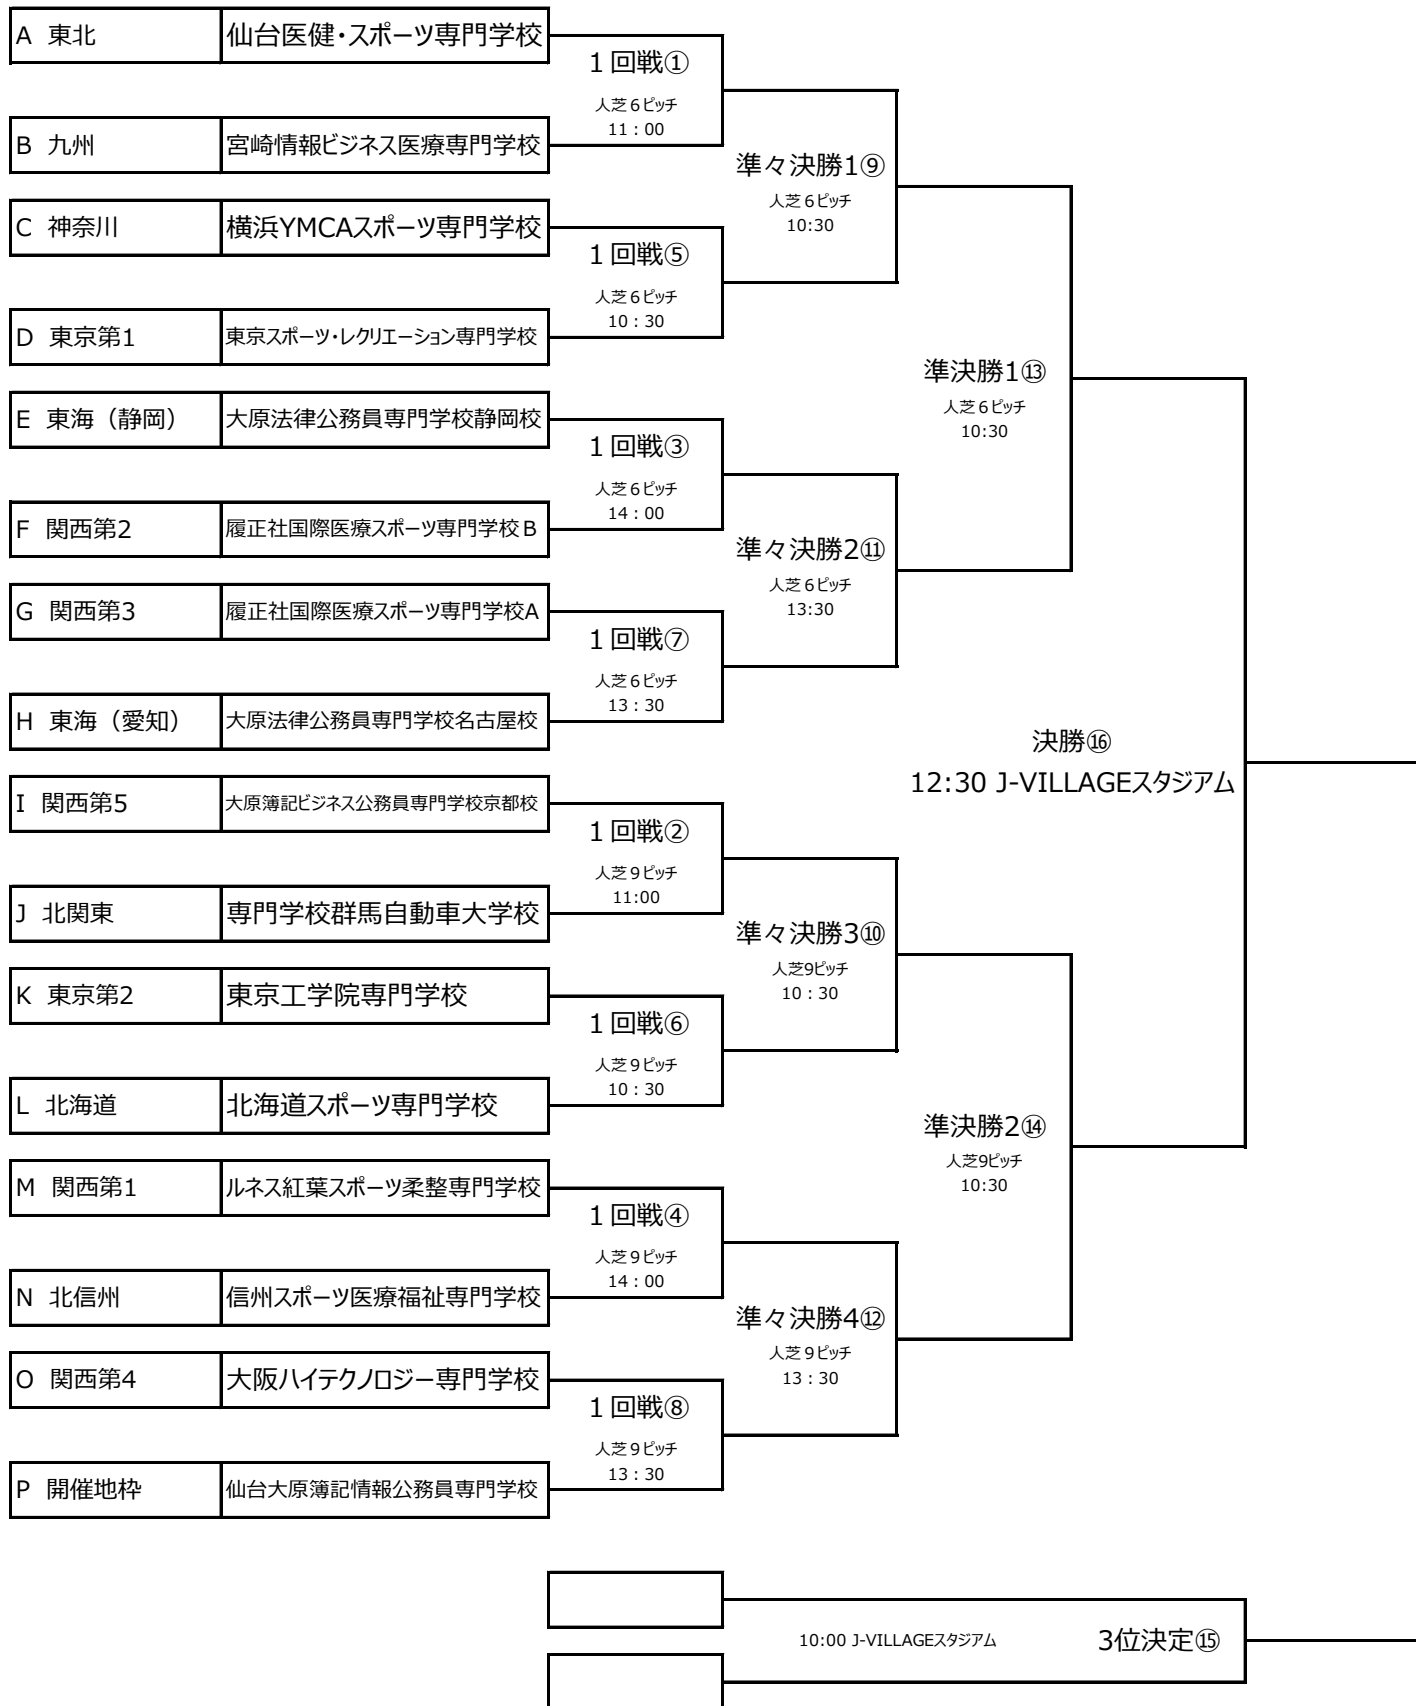 A 東北 仙台医健・スポーツ専門学校
1回戦①
人芝6ピッチ
11：00
B 九州 宮崎情報ビジネス医療専門学校
準々決勝1⑨
人芝6ピッチ
10:30
C 神奈川 横浜YMCAスポーツ専門学校
1回戦⑤
人芝6ピッチ
10：30
D 東京第1 東京スポーツ・レクリエーション専門学校
準決勝1⑬
人芝6ピッチ
10:30
E 東海（静岡） 大原法律公務員専門学校静岡校
1回戦③
人芝6ピッチ
14：00
F 関西第2 履正社国際医療スポーツ専門学校B
準々決勝2⑪
人芝6ピッチ
13:30
G 関西第3 履正社国際医療スポーツ専門学校A
1回戦⑦
人芝6ピッチ
13：30
H 東海（愛知） 大原法律公務員専門学校名古屋校
決勝⑯
12:30 J-VILLAGEスタジアム
I 関西第5 大原簿記ビジネス公務員専門学校京都校
1回戦②
人芝9ピッチ
11:00
J 北関東 専門学校群馬自動車大学校
準々決勝3⑩
人芝9ピッチ
10：30
K 東京第2 東京工学院専門学校
1回戦⑥
人芝9ピッチ
10：30
L 北海道 北海道スポーツ専門学校
準決勝2⑭
人芝9ピッチ
10:30
M 関西第1 ルネス紅葉スポーツ柔整専門学校
1回戦④
人芝9ピッチ
14：00
N 北信州 信州スポーツ医療福祉専門学校
準々決勝4⑫
人芝9ピッチ
13：30
O 関西第4 大阪ハイテクノロジー専門学校
1回戦⑧
人芝9ピッチ
13：30
P 開催地枠 仙台大原簿記情報公務員専門学校
10:00 J-VILLAGEスタジアム 3位決定⑮